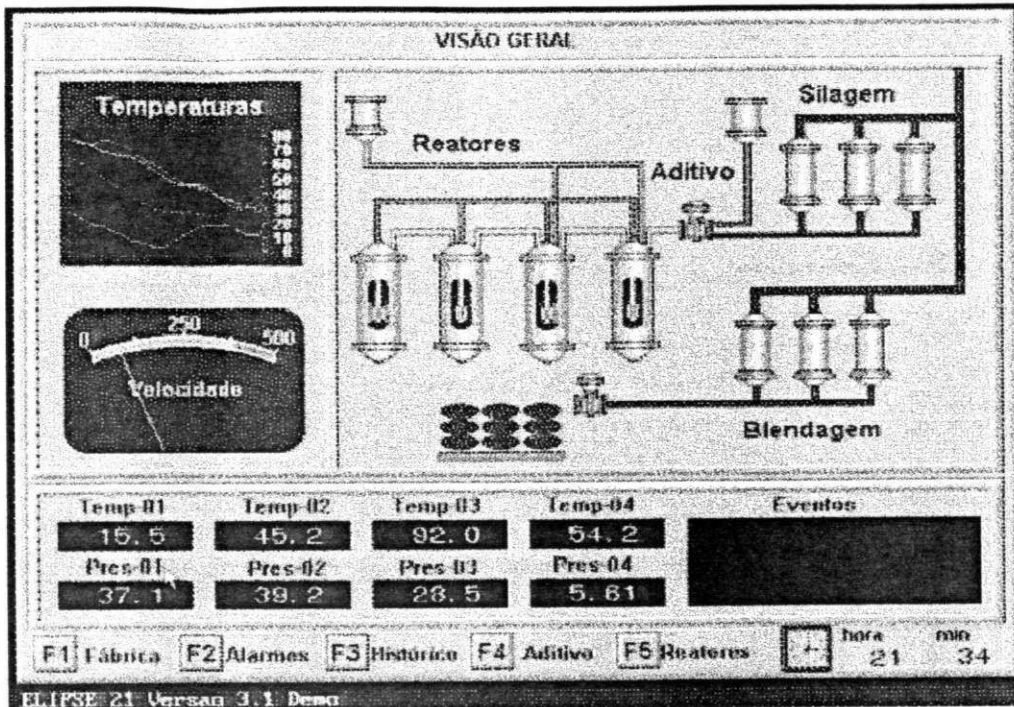 VISÃO GERAL
Temperaturas
Reatores
Aditivo
Silagem
0 250 500
Velocidade
Blendagem
Temp-01 Temp-02 Temp-03 Temp-04 Eventos
15.5 45.2 92.0 54.2
Pres-01 Pres-02 Pres-03 Pres-04
37.1 39.2 28.5 5.61
F1 Fábrica F2 Alarmes F3 Histórico F4 Aditivo F5 Reatores hora min
21 34
ELIPSE 21 Versao 3.1 Demo